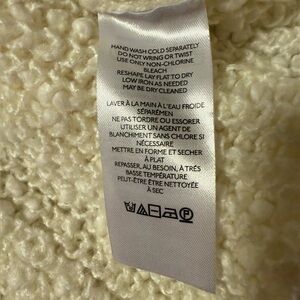 HAND WASH COLD SEPARATELY
DO NOT WRING OR TWIST
USE ONLY NON-CHLORINE
BLEACH
RESHAPE LAY FLAT TO DRY
LOW IRON AS NEEDED
MAY BE DRY CLEANED
LAVER À LA MAIN À L'EAU FROIDE
SÉPARÉMEN
NE PAS TORDRE OU ESSORER
UTILISER UN AGENT DE
BLANCHIMENT SANS CHLORE SI
NÉCESSAIRE
METTRE EN FORME ET SECHER
À PLAT
REPASSER, AU BESOIN, À TRÈS
BASSE TEMPÉRATURE
PEUT-ÊTRE ÊTRE NETTOYÉE
À SEC